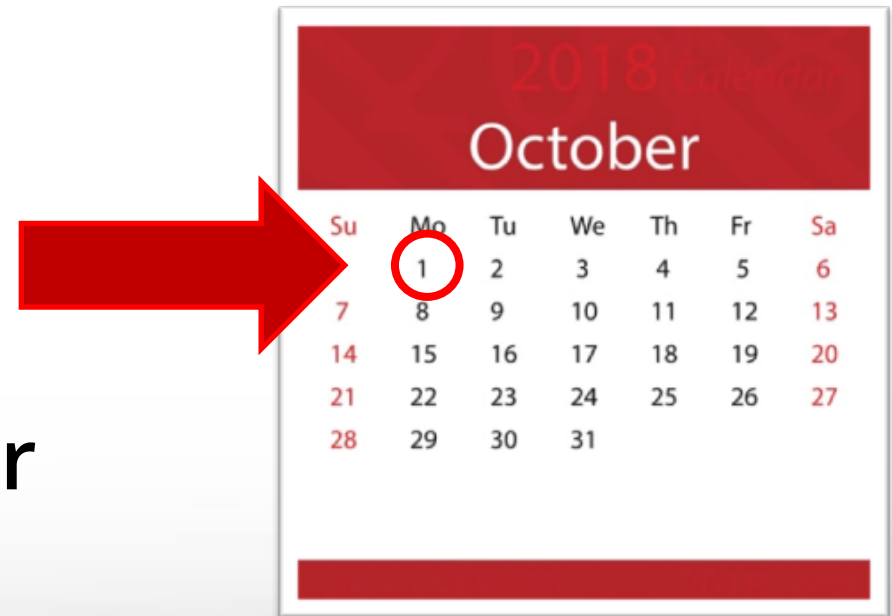 2018 Calendar
October
Su Mo Tu We Th Fr Sa
1 2 3 4 5 6
7 8 9 10 11 12 13
14 15 16 17 18 19 20
21 22 23 24 25 26 27
28 29 30 31
r